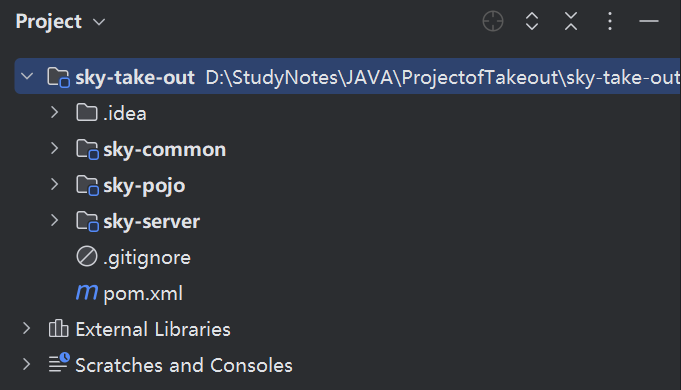 Project
sky-take-out D:\StudyNotes\JAVA\ProjectofTakeout\sky-take-out
.idea
sky-common
sky-pojo
sky-server
.gitignore
m pom.xml
External Libraries
Scratches and Consoles